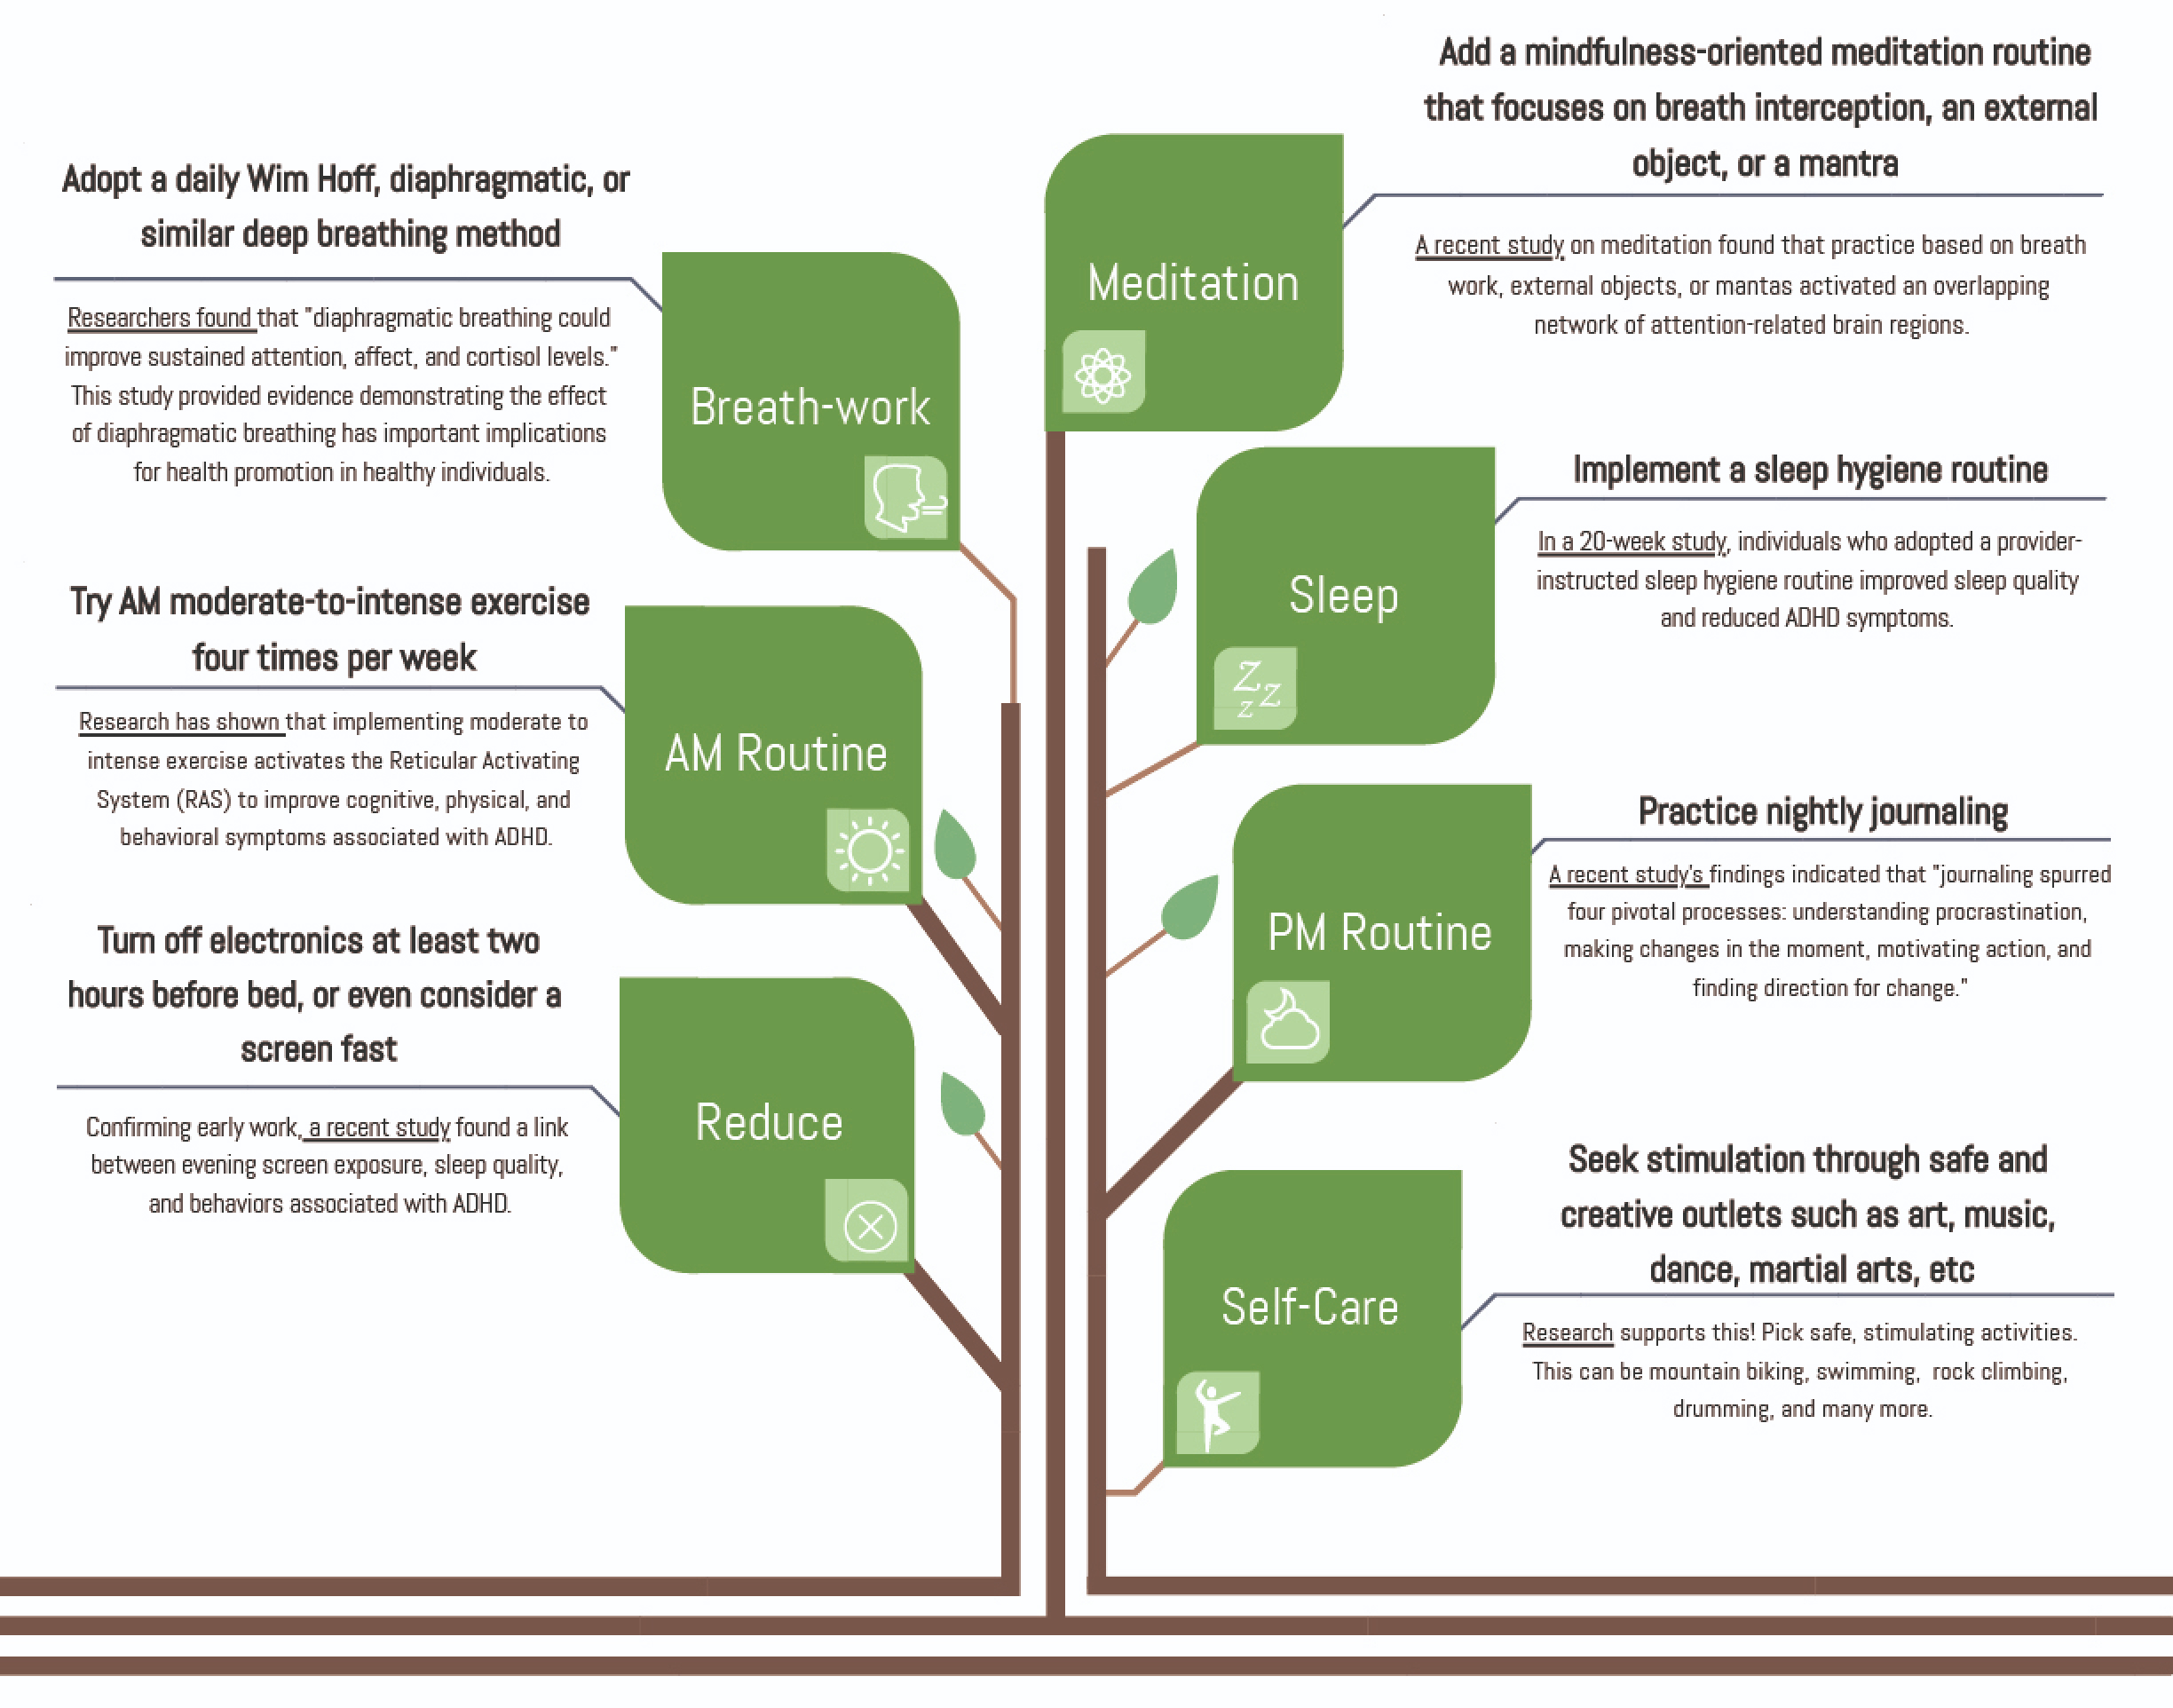 Add a mindfulness-oriented meditation routine
that focuses on breath interception, an external
object, or a mantra
A recent study on meditation found that practice based on breath
work, external objects, or mantas activated an overlapping
network of attention-related brain regions.
Meditation
Adopt a daily Wim Hoff, diaphragmatic, or
similar deep breathing method
Researchers found that "diaphragmatic breathing could
improve sustained attention, affect, and cortisol levels."
This study provided evidence demonstrating the effect
of diaphragmatic breathing has important implications
for health promotion in healthy individuals.
Breath-work
Implement a sleep hygiene routine
In a 20-week study, individuals who adopted a provider-
instructed sleep hygiene routine improved sleep quality
and reduced ADHD symptoms.
Sleep
Z
Z
Z
Try AM moderate-to-intense exercise
four times per week
Research has shown that implementing moderate to
intense exercise activates the Reticular Activating
System (RAS) to improve cognitive, physical, and
behavioral symptoms associated with ADHD.
AM Routine
Practice nightly journaling
A recent study's findings indicated that "journaling spurred
four pivotal processes: understanding procrastination,
making changes in the moment, motivating action, and
finding direction for change."
PM Routine
Turn off electronics at least two
hours before bed, or even consider a
screen fast
Confirming early work, a recent study found a link
between evening screen exposure, sleep quality,
and behaviors associated with ADHD.
Reduce
Seek stimulation through safe and
creative outlets such as art, music,
dance, martial arts, etc
Research supports this! Pick safe, stimulating activities.
This can be mountain biking, swimming, rock climbing,
drumming, and many more.
Self-Care